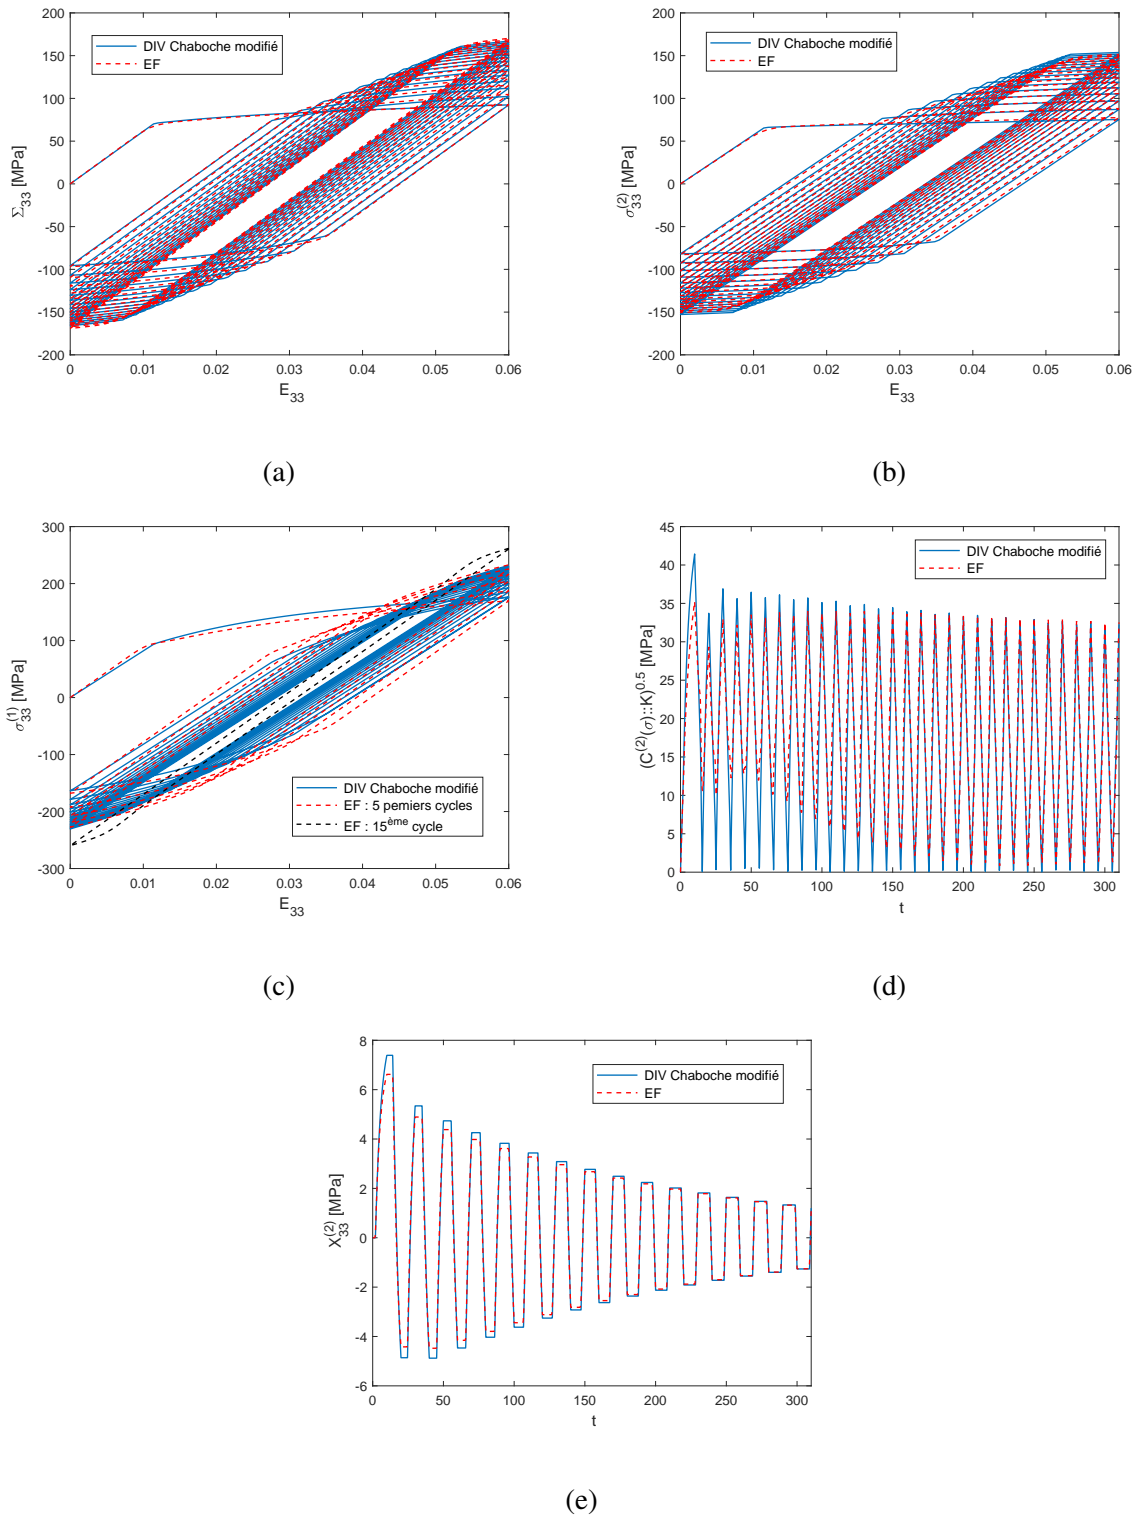 200
150
100
50
0
-50
-100
-150
-200
Σ33 [MPa]
DIV Chaboche modifié
EF
0 0.01 0.02 0.03 0.04 0.05 0.06
E33
(a)
200
150
100
50
0
-50
-100
-150
-200
σ33(2) [MPa]
DIV Chaboche modifié
EF
0 0.01 0.02 0.03 0.04 0.05 0.06
E33
(b)
300
200
100
0
-100
-200
-300
σ33(1) [MPa]
DIV Chaboche modifié
EF : 5 pemiers cycles
EF : 15ème cycle
0 0.01 0.02 0.03 0.04 0.05 0.06
E33
(c)
45
40
35
30
25
20
15
10
5
0
(C(2)(σ)::K)0.5 [MPa]
DIV Chaboche modifié
EF
0 50 100 150 200 250 300
t
(d)
8
6
4
2
0
-2
-4
-6
X33(2) [MPa]
DIV Chaboche modifié
EF
0 50 100 150 200 250 300
t
(e)